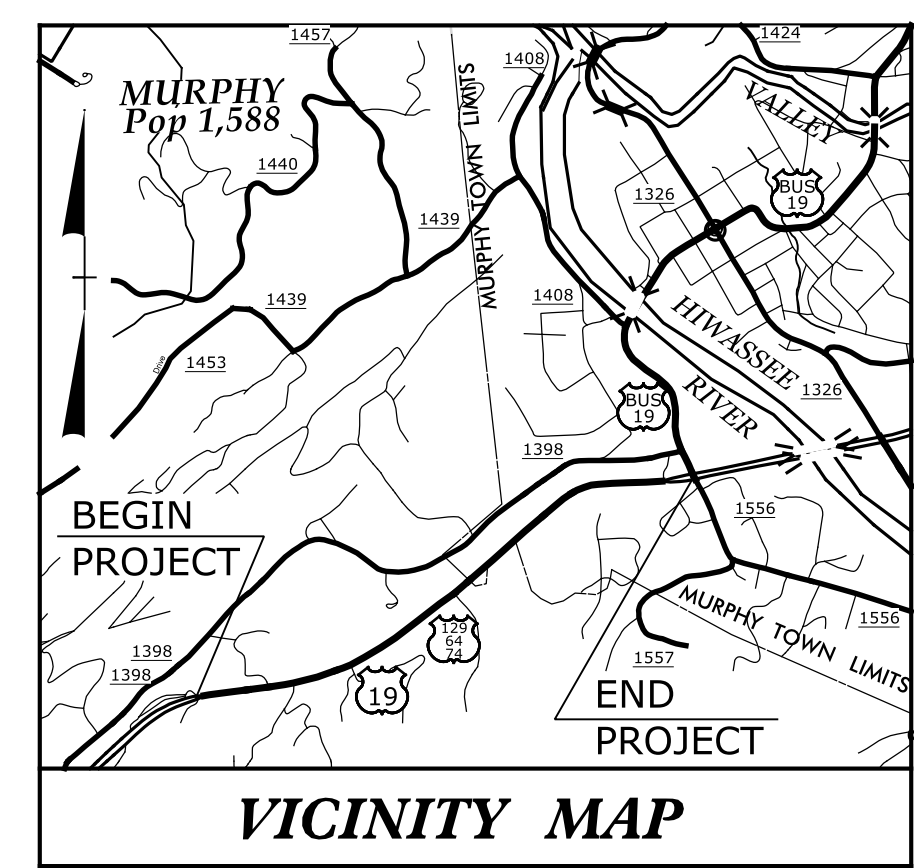 1457
1424
1408
MURPHY
Pop 1,588
MURPHY TOWN LIMITS
VALLEY
1440
1326
BUS
19
1439
1408
1439
HIWASSEE
RIVER
Drive
1453
1326
BUS
19
1398
BEGIN
PROJECT
1556
MURPHY TOWN LIMITS
1556
129
64
74
1398
1398
1557
19
END
PROJECT
VICINITY MAP